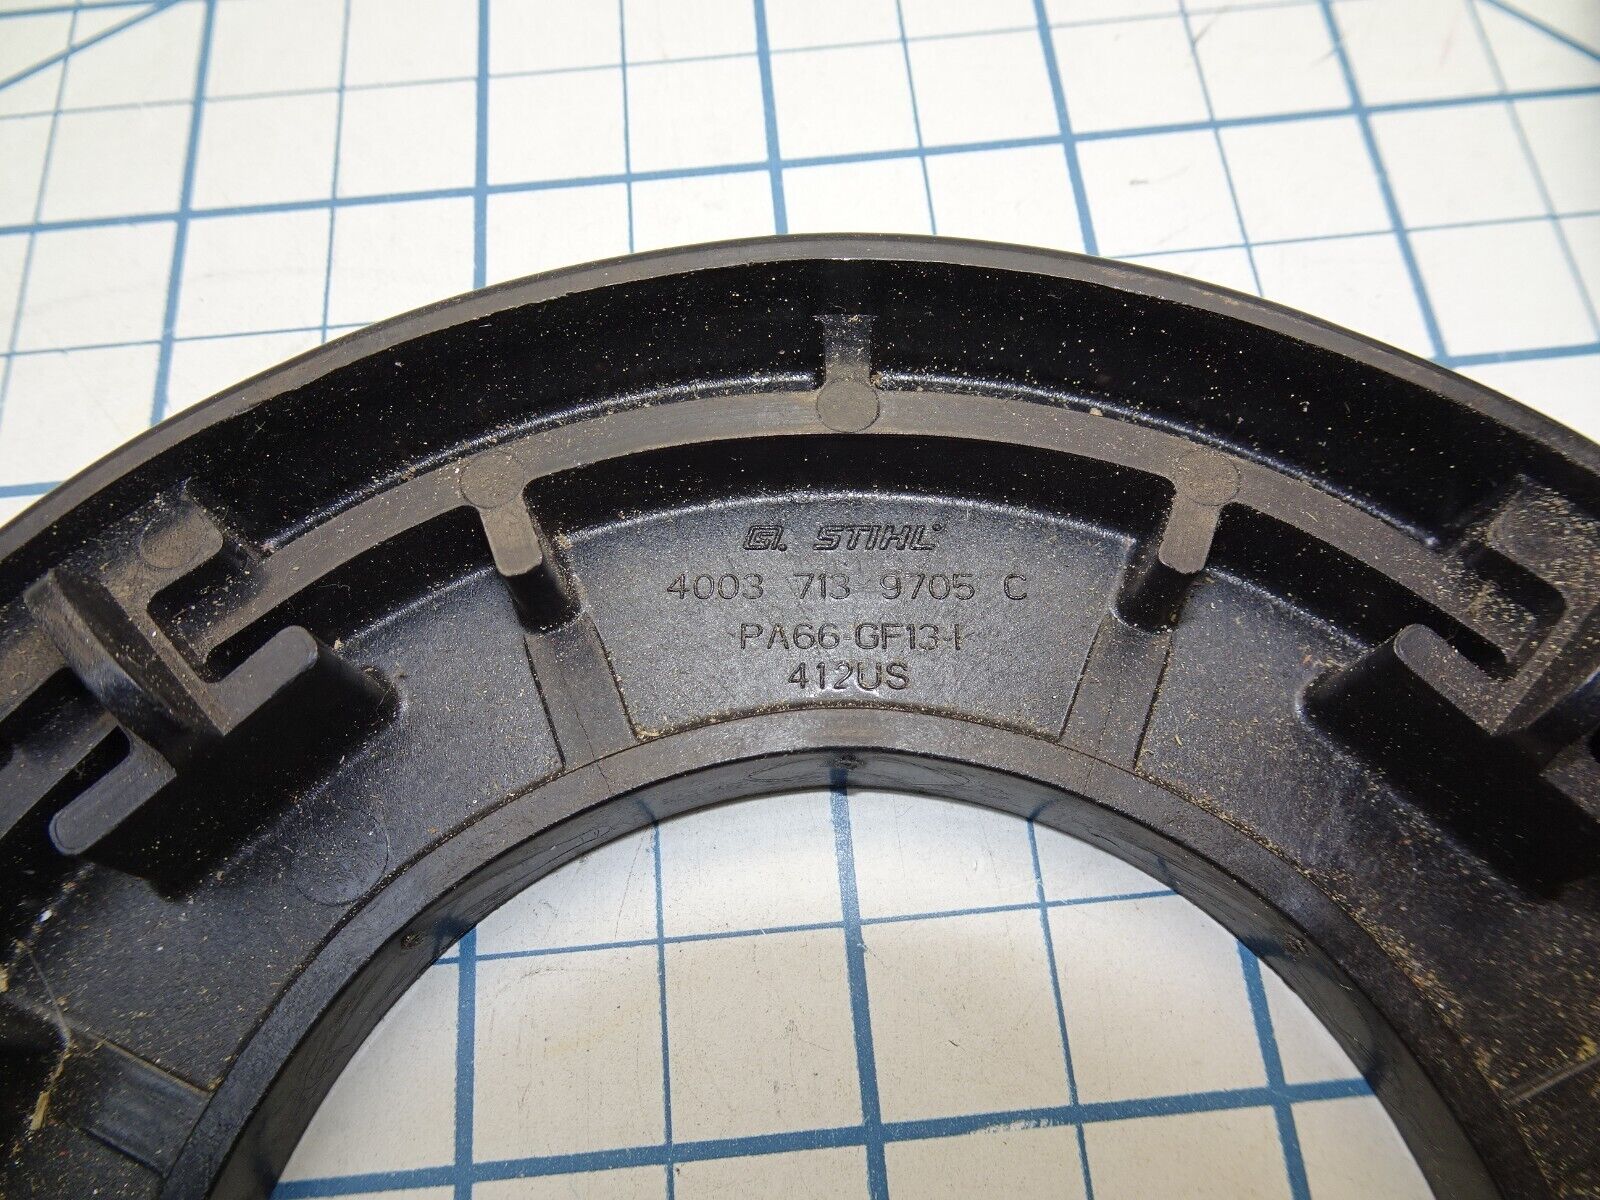 G. STIHL®
4003 713 9705 C
PA66-GF13-I
412US